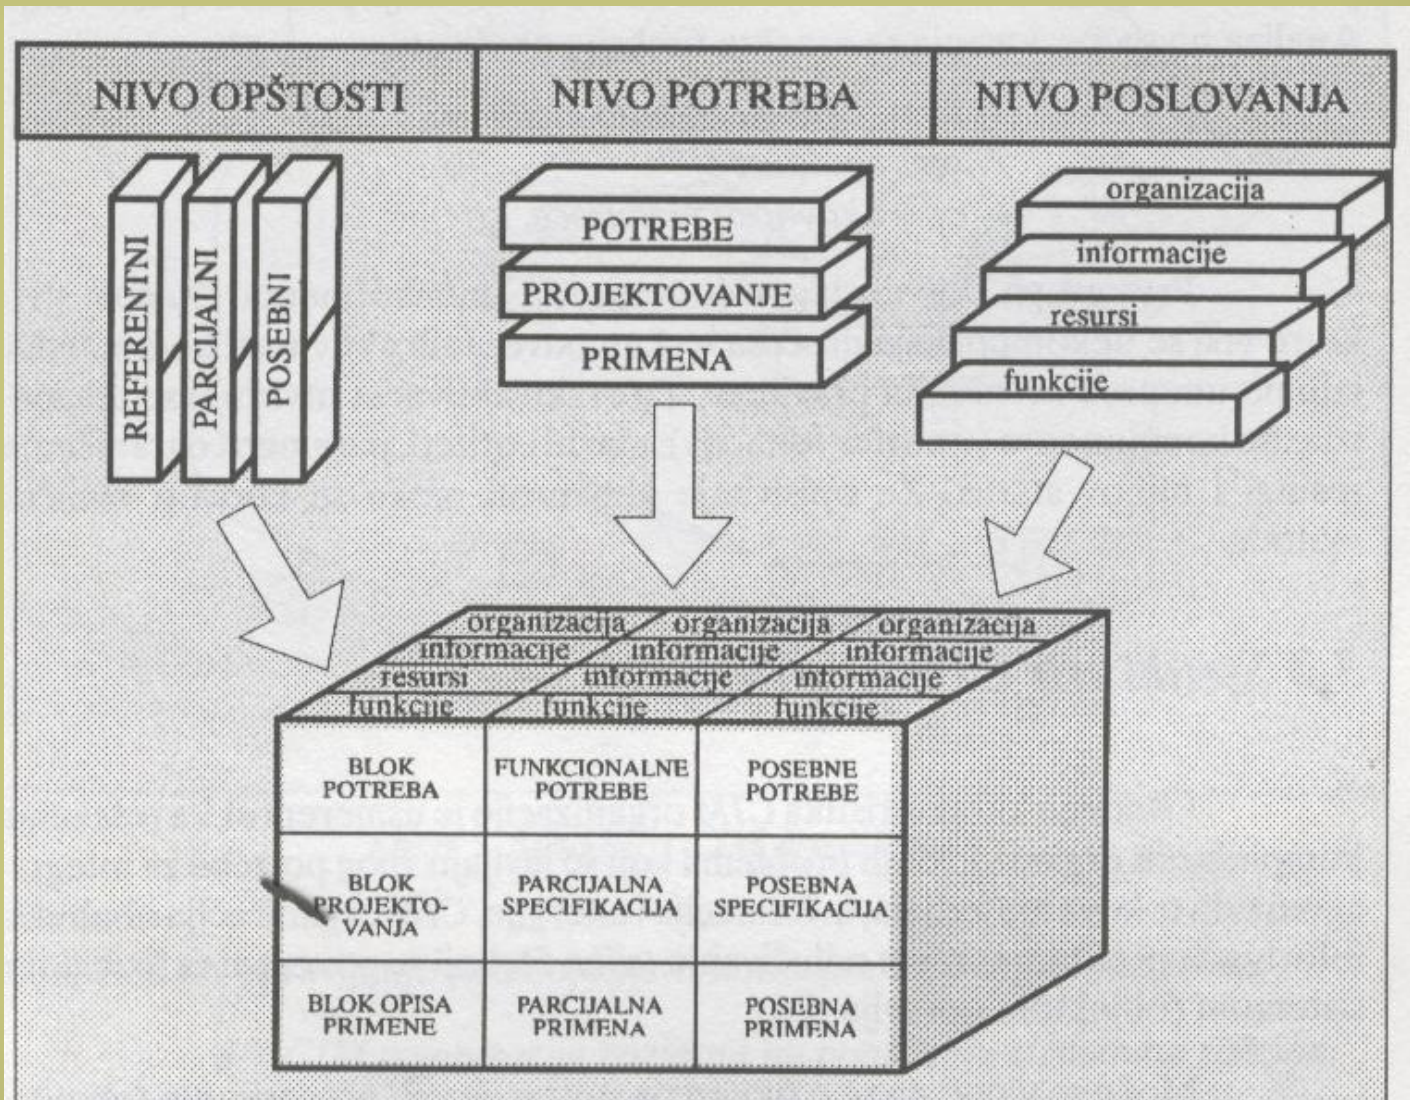 NIVO OPŠTOSTI
NIVO POTREBA
NIVO POSLOVANJA
REFERENTNI
PARCIJALNI
POSEBNI
POTREBE
PROJEKTOVANJE
PRIMENA
organizacija
informacije
resursi
funkcije
organizacija organizacija organizacija
informacije informacije informacije
resursi informacije informacije
funkcije funkcije funkcije
BLOK
POTREBA
FUNKCIONALNE
POTREBE
POSEBNE
POTREBE
BLOK
PROJEKTO-
VANJA
PARCIJALNA
SPECIFIKACIJA
POSEBNA
SPECIFIKACIJA
BLOK OPISA
PRIMENE
PARCIJALNA
PRIMENA
POSEBNA
PRIMENA